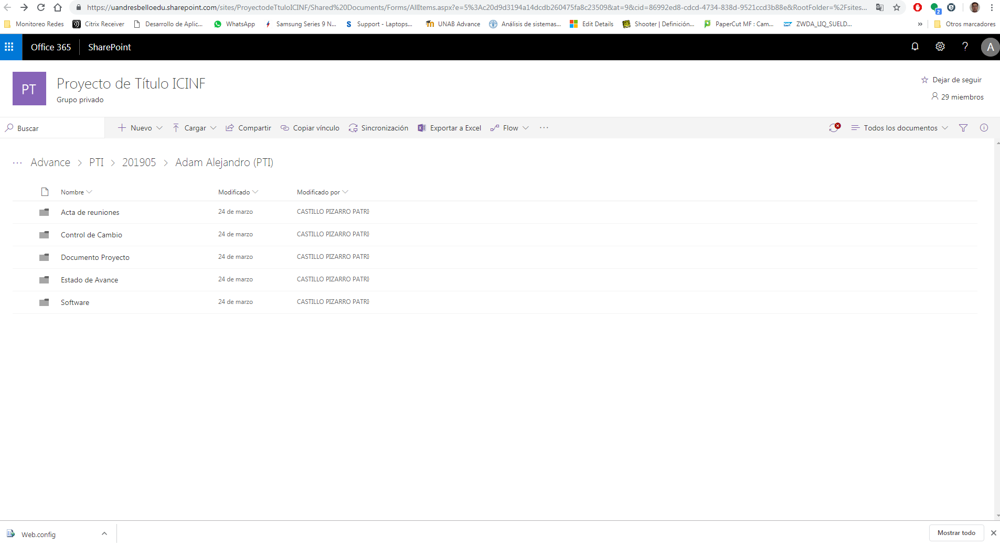 https://uandresbelloedu.sharepoint.com/sites/ProyectodeTtuloICINF/Shared%20Documents/Forms/AllItems.aspx?e=5%3Ac20d9d3194a14dcdb260475fa8c23509&at=9&cid=86992ed8-cdcd-4734-838d-9521ccd3b88e&RootFolder=%2Fsites...
Monitoreo Redes Citrix Receiver Desarrollo de Aplic... WhatsApp Samsung Series 9 N... S Support - Laptops... UNAB Advance Análisis de sistemas... Edit Details Shooter | Definición... PaperCut MF : Cam... ZWDA_LIQ_SUELD... » Otros marcadores
Office 365 SharePoint ? A
PT Proyecto de Título ICINF
Grupo privado
Dejar de seguir
29 miembros
Buscar Nuevo Cargar Compartir Copiar vínculo Sincronización Exportar a Excel Flow ... Todos los documentos
... Advance > PTI > 201905 > Adam Alejandro (PTI)
Nombre Modificado Modificado por
Acta de reuniones 24 de marzo CASTILLO PIZARRO PATRI
Control de Cambio 24 de marzo CASTILLO PIZARRO PATRI
Documento Proyecto 24 de marzo CASTILLO PIZARRO PATRI
Estado de Avance 24 de marzo CASTILLO PIZARRO PATRI
Software 24 de marzo CASTILLO PIZARRO PATRI
Web.config Mostrar todo